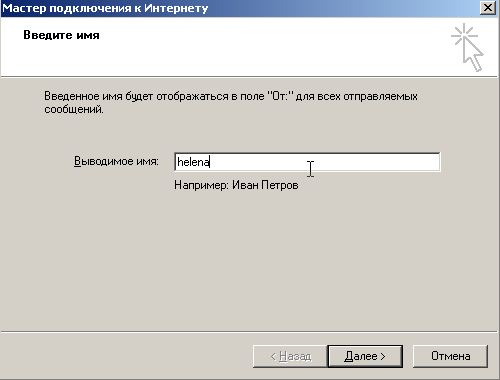 Мастер подключения к Интернету
Введите имя
Введенное имя будет отображаться в поле "От:" для всех отправляемых
сообщений.
Выводимое имя: helena
Например: Иван Петров
< Назад Далее > Отмена